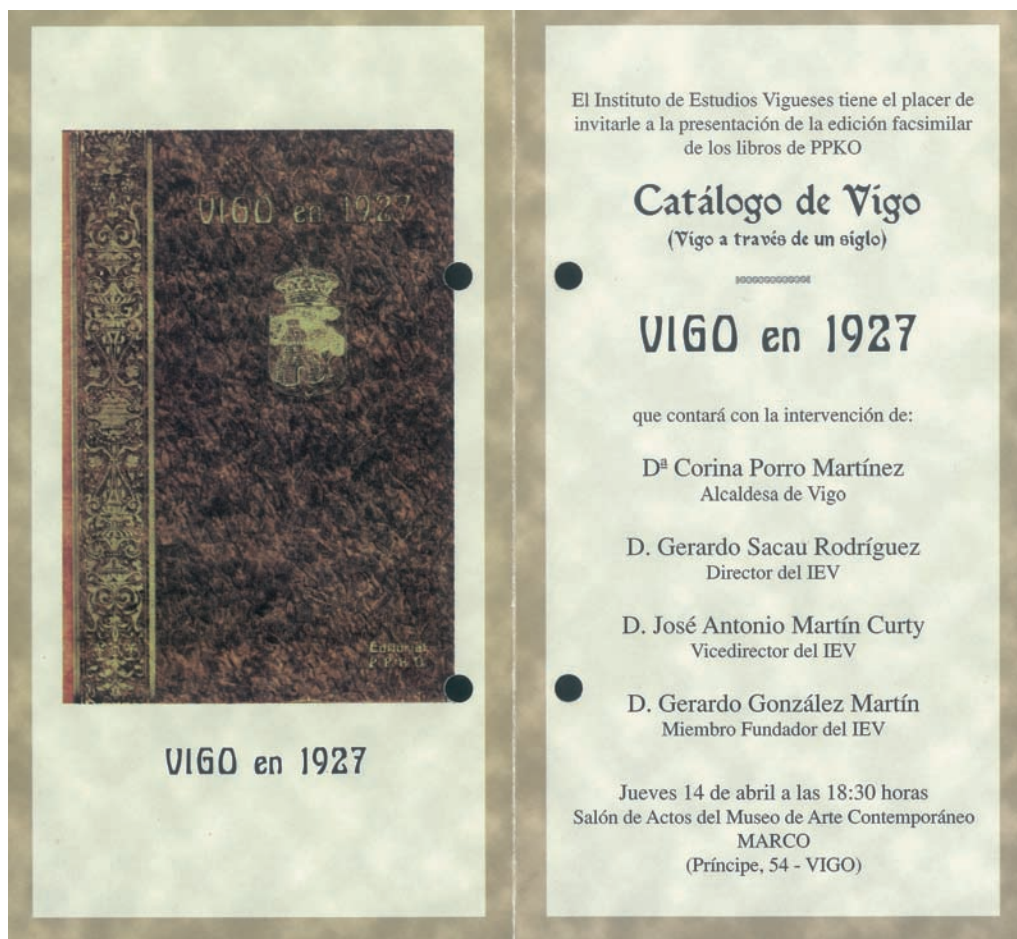 VIGO en 1927
Editorial
P. P. K. O.
VIGO en 1927
El Instituto de Estudios Vigueses tiene el placer de
invitarle a la presentación de la edición facsimilar
de los libros de PPKO
Catálogo de Vigo
(Vigo a través de un siglo)
VIGO en 1927
que contará con la intervención de:
Dª Corina Porro Martínez
Alcaldesa de Vigo
D. Gerardo Sacau Rodríguez
Director del IEV
D. José Antonio Martín Curty
Vicedirector del IEV
D. Gerardo González Martín
Miembro Fundador del IEV
Jueves 14 de abril a las 18:30 horas
Salón de Actos del Museo de Arte Contemporáneo
MARCO
(Príncipe, 54 - VIGO)